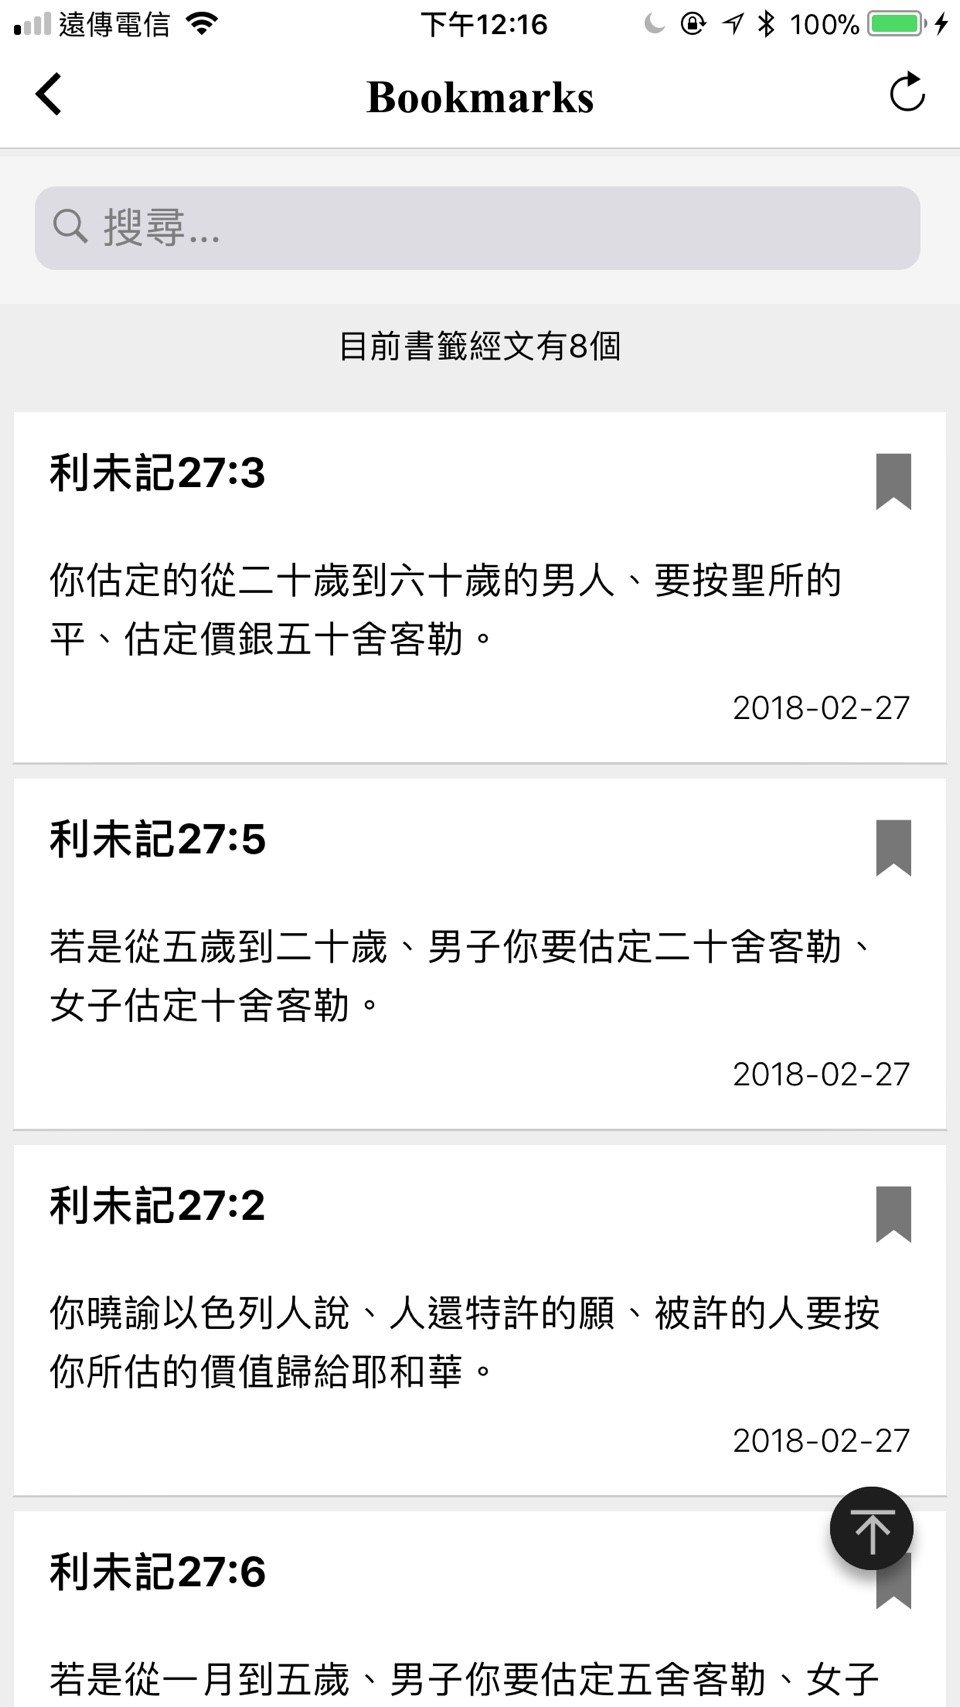 遠傳電信 下午12:16 100%
Bookmarks
搜尋...
目前書籤經文有8個
利未記27:3
你估定的從二十歲到六十歲的男人、要按聖所的
平、估定價銀五十舍客勒。
2018-02-27
利未記27:5
若是從五歲到二十歲、男子你要估定二十舍客勒、
女子估定十舍客勒。
2018-02-27
利未記27:2
你曉諭以色列人說、人還特許的願、被許的人要按
你所估的價值歸給耶和華。
2018-02-27
利未記27:6
若是從一月到五歲、男子你要估定五舍客勒、女子